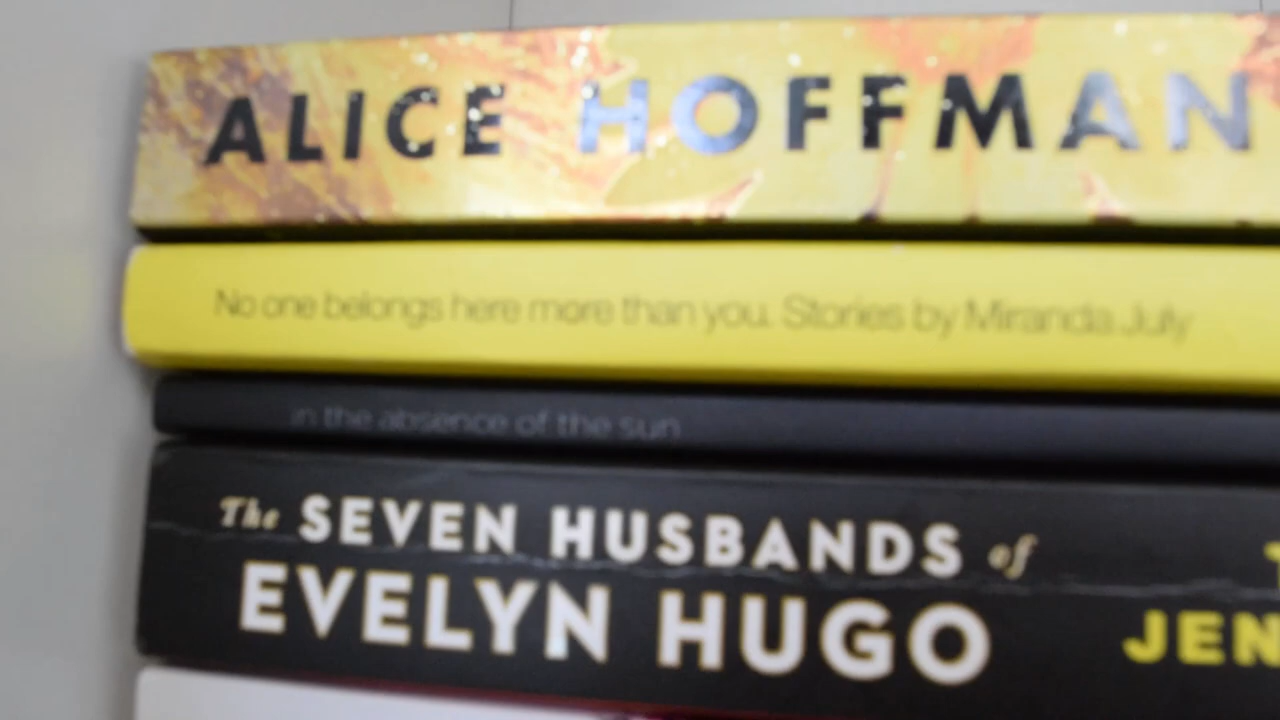 ALICE HOFFMAN
No one belongs here more than you. Stories by Miranda July
in the absence of the sun
The SEVEN HUSBANDS of
EVELYN HUGO
JEN